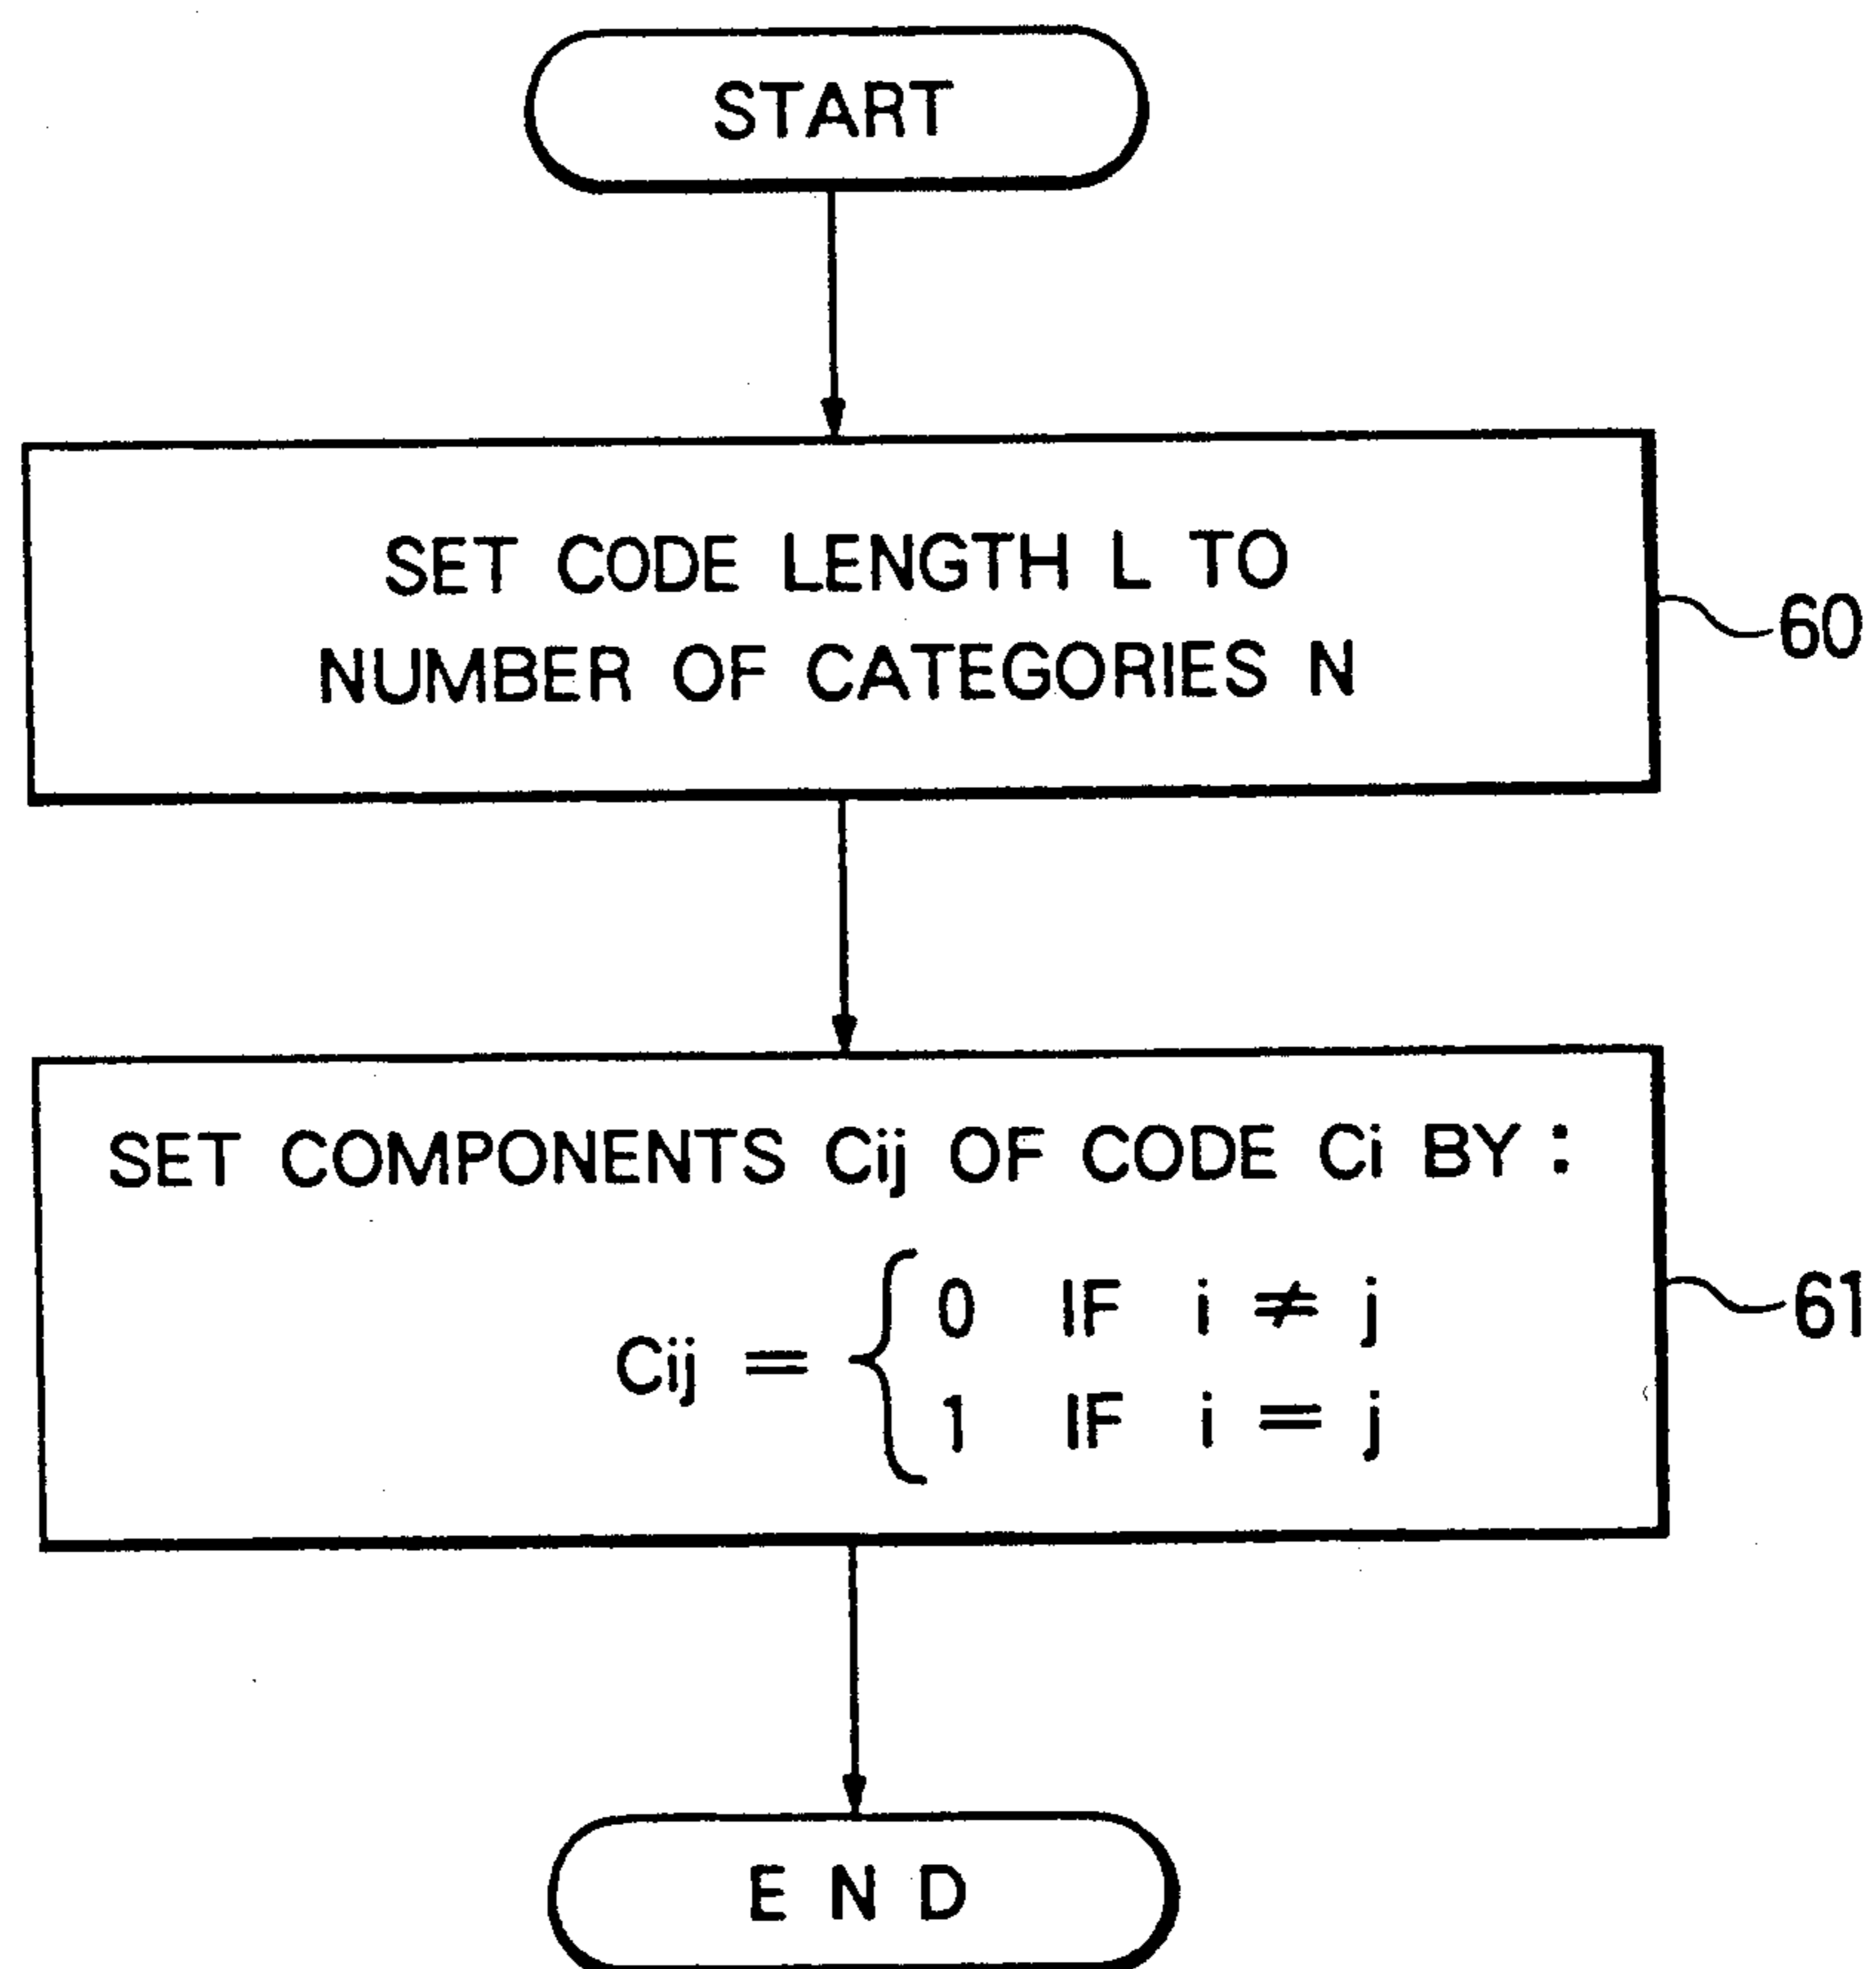 START
SET CODE LENGTH L TO
NUMBER OF CATEGORIES N
60
SET COMPONENTS Cij OF CODE Ci BY :
Cij = { 0 IF i ≠ j
1 IF i = j
61
END